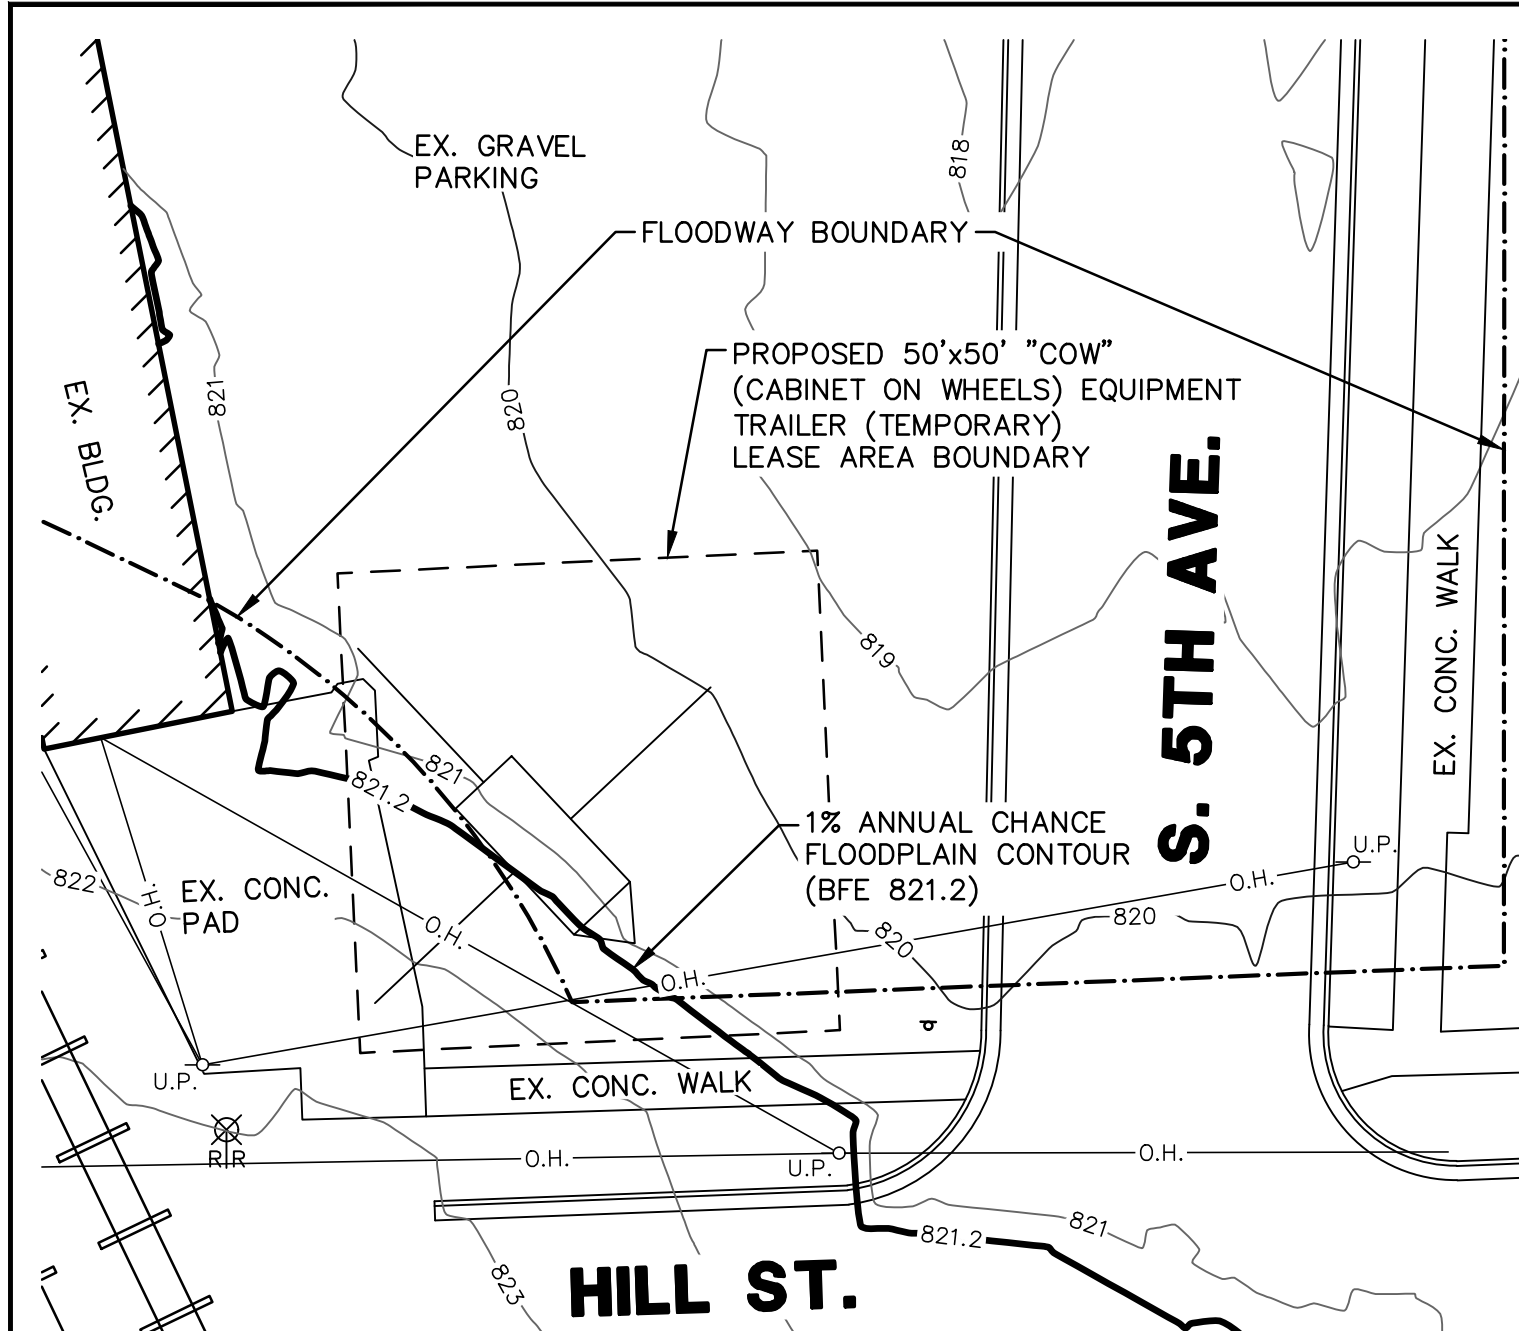 EX. GRAVEL
PARKING
818
FLOODWAY BOUNDARY
PROPOSED 50'x50' "COW"
(CABINET ON WHEELS) EQUIPMENT
TRAILER (TEMPORARY)
LEASE AREA BOUNDARY
821
820
EX. BLDG.
S. 5TH AVE.
EX. CONC. WALK
819
821
821.2
1% ANNUAL CHANCE
FLOODPLAIN CONTOUR
(BFE 821.2)
U.P.
O.H.
822
EX. CONC.
PAD
O.H.
O.H.
820
820
O.H.
U.P.
EX. CONC. WALK
RR
O.H.
U.P.
O.H.
821
821.2
823
HILL ST.